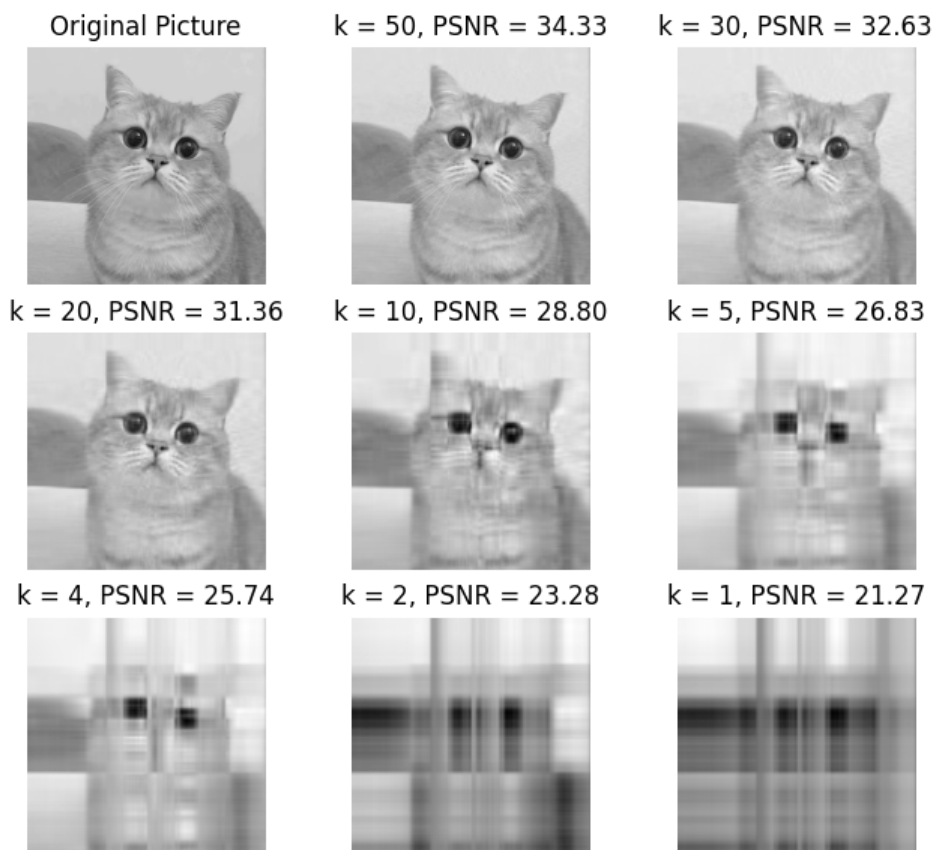 Original Picture
k = 50, PSNR = 34.33
k = 30, PSNR = 32.63
k = 20, PSNR = 31.36
k = 10, PSNR = 28.80
k = 5, PSNR = 26.83
k = 4, PSNR = 25.74
k = 2, PSNR = 23.28
k = 1, PSNR = 21.27